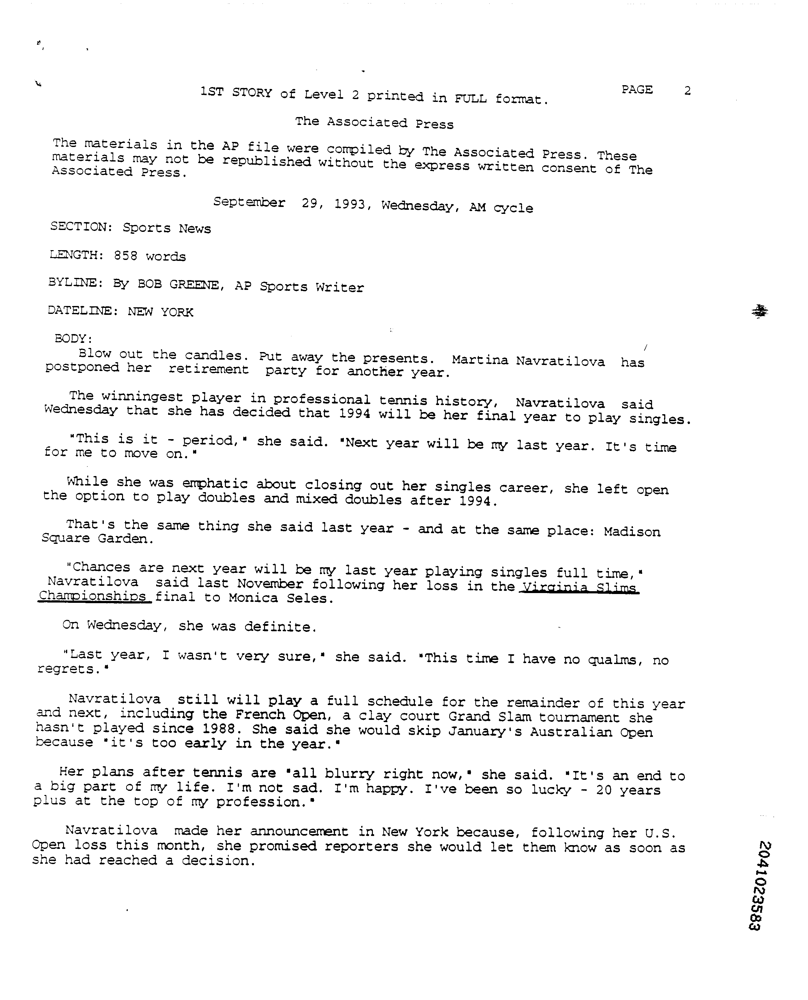 1ST STORY of Level 2 printed in FULL format. PAGE 2
The Associated Press
The materials in the AP file were compiled by The Associated Press. These
materials may not be republished without the express written consent of The
Associated Press.
September 29, 1993, Wednesday, AM cycle
SECTION: Sports News
LENGTH: 858 words
BYLINE: By BOB GREENE, AP Sports Writer
DATELINE: NEW YORK
BODY:
Blow out the candles. Put away the presents. Martina Navratilova has
postponed her retirement party for another year.
The winningest player in professional tennis history, Navratilova said
Wednesday that she has decided that 1994 will be her final year to play singles.
"This is it - period," she said. "Next year will be my last year. It's time
for me to move on."
While she was emphatic about closing out her singles career, she left open
the option to play doubles and mixed doubles after 1994.
That's the same thing she said last year - and at the same place: Madison
Square Garden.
"Chances are next year will be my last year playing singles full time,"
Navratilova said last November following her loss in the Virginia Slims
Championships final to Monica Seles.
On Wednesday, she was definite.
"Last year, I wasn't very sure," she said. "This time I have no qualms, no
regrets."
Navratilova still will play a full schedule for the remainder of this year
and next, including the French Open, a clay court Grand Slam tournament she
hasn't played since 1988. She said she would skip January's Australian Open
because "it's too early in the year."
Her plans after tennis are "all blurry right now," she said. "It's an end to
a big part of my life. I'm not sad. I'm happy. I've been so lucky - 20 years
plus at the top of my profession."
Navratilova made her announcement in New York because, following her U.S.
Open loss this month, she promised reporters she would let them know as soon as
she had reached a decision.
2041023583